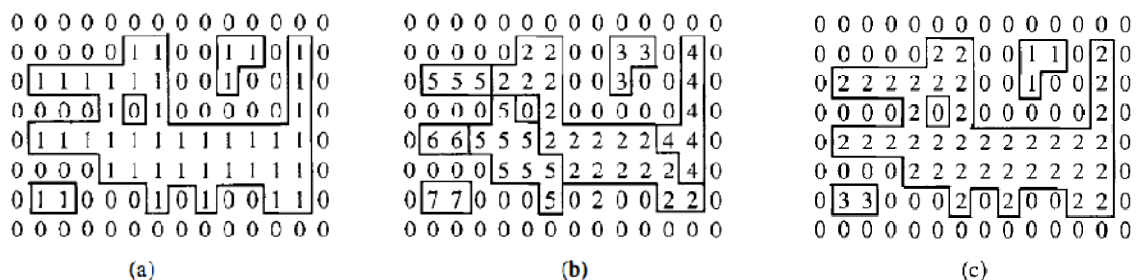 0 0 0 0 0 0 0 0 0 0 0 0 0 0
0 0 0 0 0 1 1 0 0 1 1 0 1 0
0 1 1 1 1 1 1 0 0 1 0 0 1 0
0 0 0 0 1 0 1 0 0 0 0 0 1 0
0 1 1 1 1 1 1 1 1 1 1 1 1 0
0 0 0 0 1 1 1 1 1 1 1 1 1 0
0 1 1 0 0 0 1 0 1 0 0 1 1 0
0 0 0 0 0 0 0 0 0 0 0 0 0 0
(a)
0 0 0 0 0 0 0 0 0 0 0 0 0 0
0 0 0 0 0 2 2 0 0 3 3 0 4 0
0 5 5 5 2 2 2 0 0 3 0 0 4 0
0 0 0 0 5 0 2 0 0 0 0 0 4 0
0 6 6 5 5 5 2 2 2 2 2 4 4 0
0 0 0 0 5 5 5 2 2 2 2 2 4 0
0 7 7 0 0 0 5 0 2 0 0 2 2 0
0 0 0 0 0 0 0 0 0 0 0 0 0 0
(b)
0 0 0 0 0 0 0 0 0 0 0 0 0 0
0 0 0 0 0 2 2 0 0 1 1 0 2 0
0 2 2 2 2 2 2 0 0 1 0 0 2 0
0 0 0 0 2 0 2 0 0 0 0 0 2 0
0 2 2 2 2 2 2 2 2 2 2 2 2 0
0 0 0 0 2 2 2 2 2 2 2 2 2 0
0 3 3 0 0 0 2 0 2 0 0 2 2 0
0 0 0 0 0 0 0 0 0 0 0 0 0 0
(c)